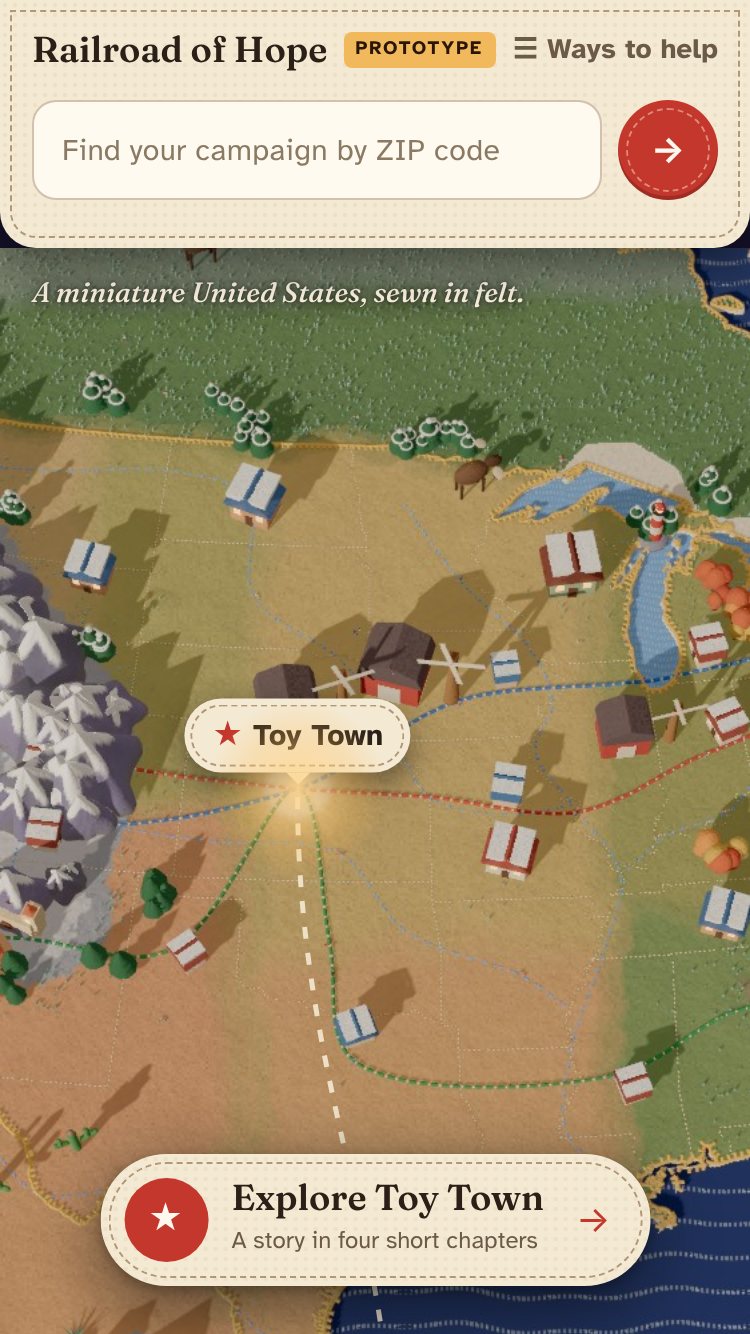 Railroad of Hope
PROTOTYPE
☰ Ways to help
Find your campaign by ZIP code
A miniature United States, sewn in felt.
★ Toy Town
Explore Toy Town
A story in four short chapters